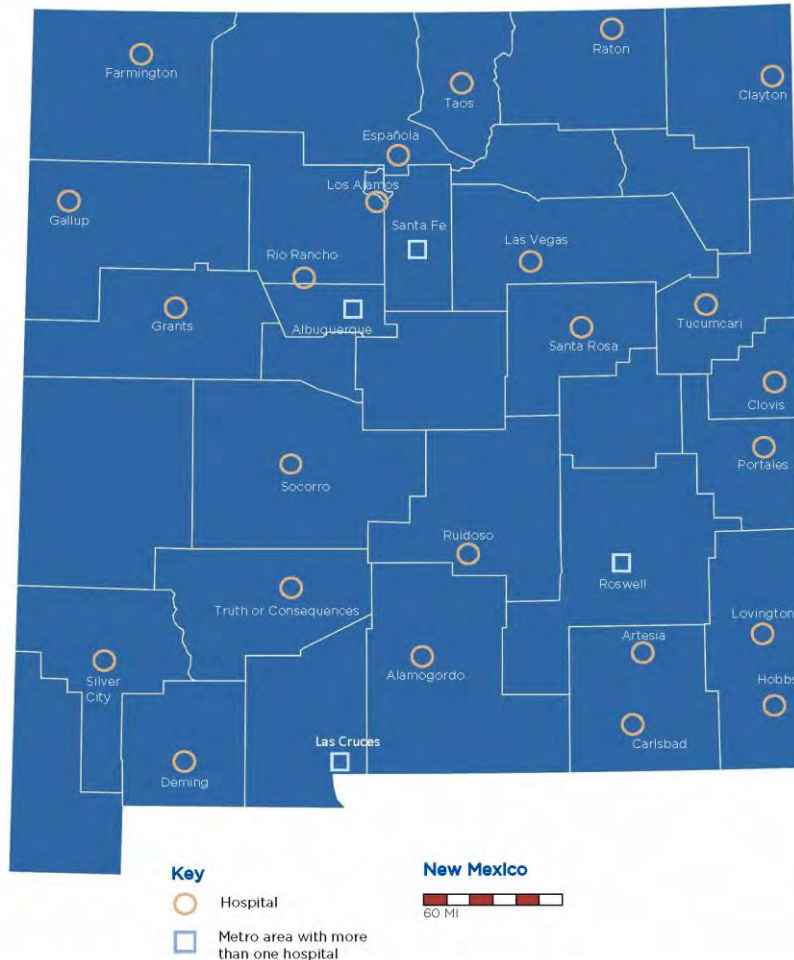 Raton
Farmington
Clayton
Taos
Española
Los Alamos
Gallup
Santa Fe
Las Vegas
Rio Rancho
Grants
Albuquerque
Tucumcari
Santa Rosa
Clovis
Portales
Socorro
Ruidoso
Roswell
Truth or Consequences
Lovington
Artesia
Silver
City
Alamogordo
Hobbs
Carlsbad
Las Cruces
Deming
Key
Hospital
Metro area with more
than one hospital
New Mexico
60 MI